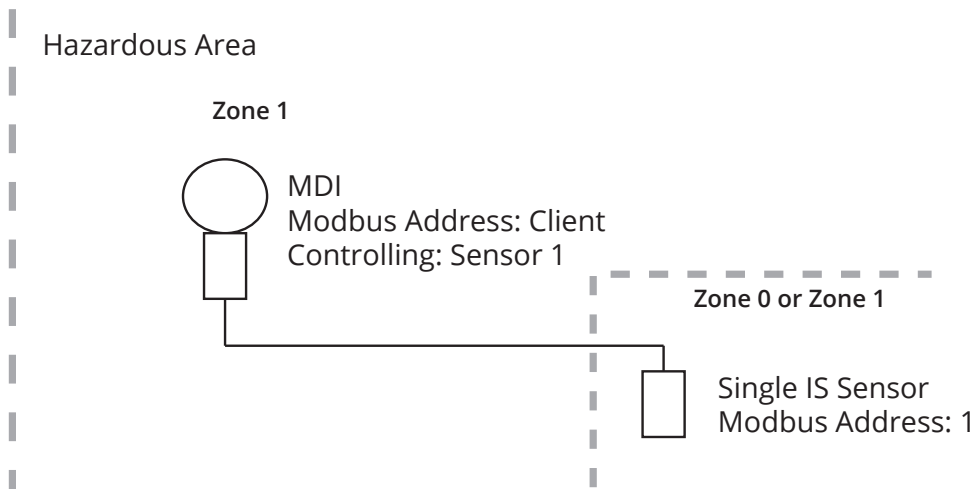 Hazardous Area
Zone 1
MDI
Modbus Address: Client
Controlling: Sensor 1
Zone 0 or Zone 1
Single IS Sensor
Modbus Address: 1